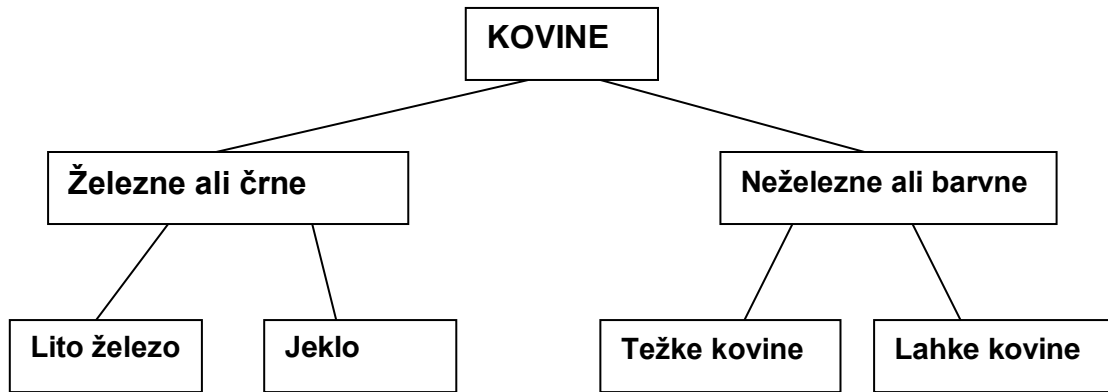 KOVINE
Železne ali črne
Neželezne ali barvne
Lito železo
Jeklo
Težke kovine
Lahke kovine